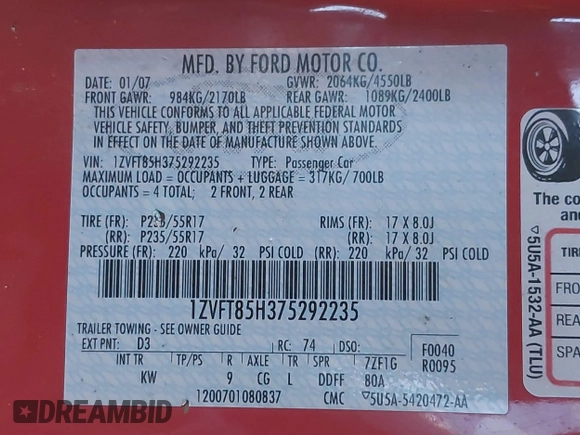 MFD. BY FORD MOTOR CO.
DATE: 01/07 GVWR: 2064KG/4550LB
FRONT GAWR: 984KG/2170LB REAR GAWR: 1089KG/2400LB
THIS VEHICLE CONFORMS TO ALL APPLICABLE FEDERAL MOTOR
VEHICLE SAFETY, BUMPER, AND THEFT PREVENTION STANDARDS
IN EFFECT ON THE DATE OF MANUFACTURE SHOWN ABOVE.
VIN: 1ZVFT85H375292235 TYPE: Passenger Car
MAXIMUM LOAD = OCCUPANTS + LUGGAGE = 317KG/ 700LB
OCCUPANTS = 4 TOTAL; 2 FRONT, 2 REAR
TIRE (FR): P235/55R17 RIMS (FR): 17 X 8.0J
(RR): P235/55R17 (RR): 17 X 8.0J
PRESSURE (FR): 220 kPa/ 32 PSI COLD (RR): 220 kPa/ 32 PSI COLD
1ZVFT85H375292235
TRAILER TOWING - SEE OWNER GUIDE
EXT PNT: D3 RC: 74 DSO: F0040
INT TR TP/PS R AXLE TR SPR 7ZF1G R0095
KW 9 CG L DDFF 80A
1200701080837 CMC ▽5U5A-5420472-AA
The co
and
▽5U5A-1532-AA (TLU)
TIR
FRO
REA
SPA
DREAMBID